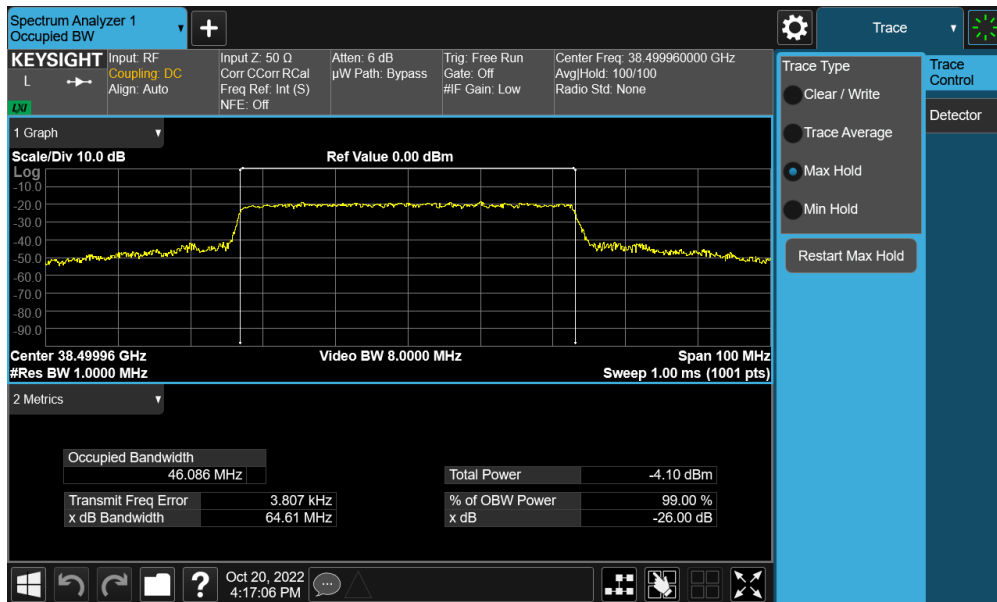 Spectrum Analyzer 1
Occupied BW
Trace
KEYSIGHT
L
LXI
Input: RF
Coupling: DC
Align: Auto
Input Z: 50 Ω
Corr CCorr RCal
Freq Ref: Int (S)
NFE: Off
Atten: 6 dB
µW Path: Bypass
Trig: Free Run
Gate: Off
#IF Gain: Low
Center Freq: 38.499960000 GHz
Avg|Hold: 100/100
Radio Std: None
Trace Type
Clear / Write
Trace Average
Max Hold
Min Hold
Restart Max Hold
Trace
Control
Detector
1 Graph
Scale/Div 10.0 dB
Ref Value 0.00 dBm
Log
-10.0
-20.0
-30.0
-40.0
-50.0
-60.0
-70.0
-80.0
-90.0
Center 38.49996 GHz
Video BW 8.0000 MHz
Span 100 MHz
#Res BW 1.0000 MHz
Sweep 1.00 ms (1001 pts)
2 Metrics
Occupied Bandwidth
46.086 MHz
Total Power -4.10 dBm
Transmit Freq Error 3.807 kHz
% of OBW Power 99.00 %
x dB Bandwidth 64.61 MHz
x dB -26.00 dB
?
Oct 20, 2022
4:17:06 PM